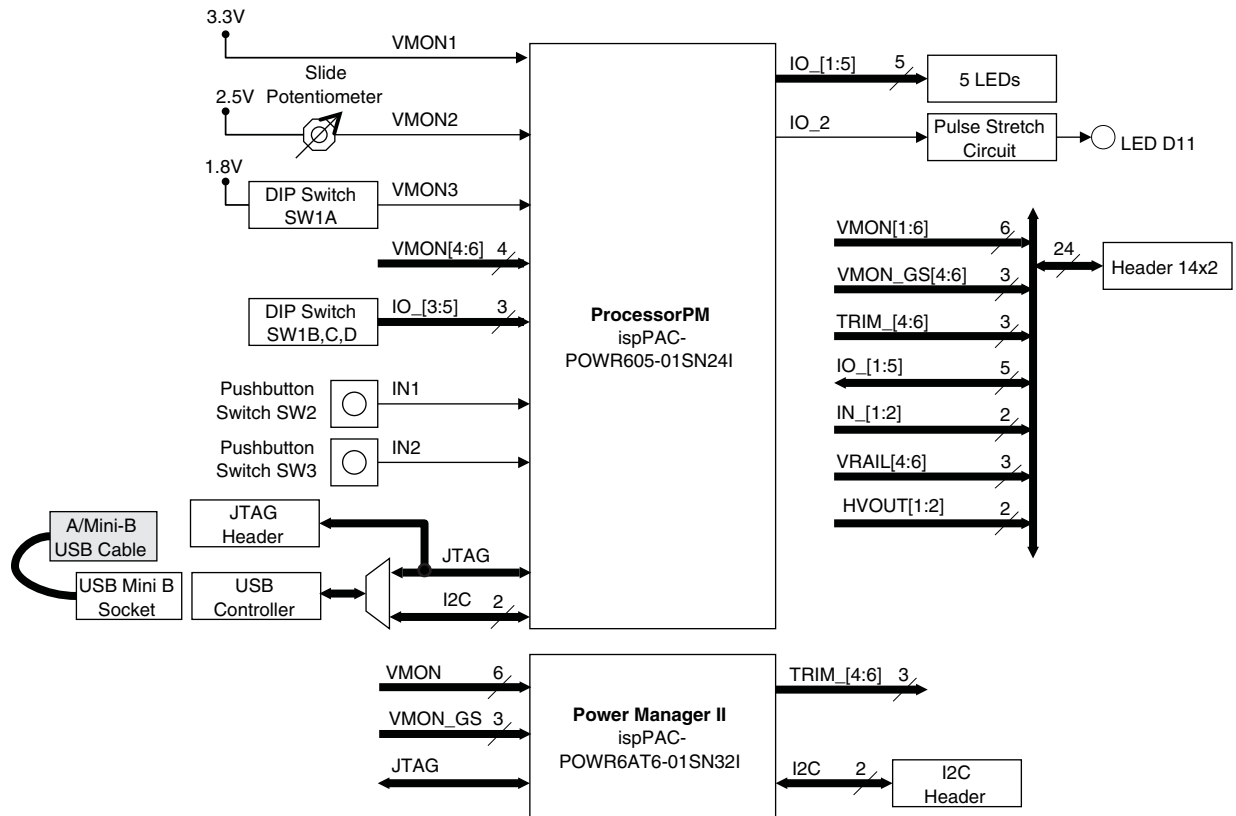 3.3V
VMON1
Slide
Potentiometer
2.5V
VMON2
1.8V
DIP Switch
SW1A
VMON3
VMON[4:6] 4
DIP Switch
SW1B,C,D
IO_[3:5] 3
Pushbutton
Switch SW2
IN1
Pushbutton
Switch SW3
IN2
JTAG
Header
A/Mini-B
USB Cable
USB Mini B
Socket
USB
Controller
JTAG
I2C 2
ProcessorPM
ispPAC-
POWR605-01SN24I
IO_[1:5] 5
5 LEDs
IO_2
Pulse Stretch
Circuit
LED D11
VMON[1:6] 6
VMON_GS[4:6] 3
TRIM_[4:6] 3
IO_[1:5] 5
IN_[1:2] 2
VRAIL[4:6] 3
HVOUT[1:2] 2
24
Header 14x2
VMON 6
VMON_GS 3
JTAG
Power Manager II
ispPAC-
POWR6AT6-01SN32I
TRIM_[4:6] 3
I2C 2
I2C
Header